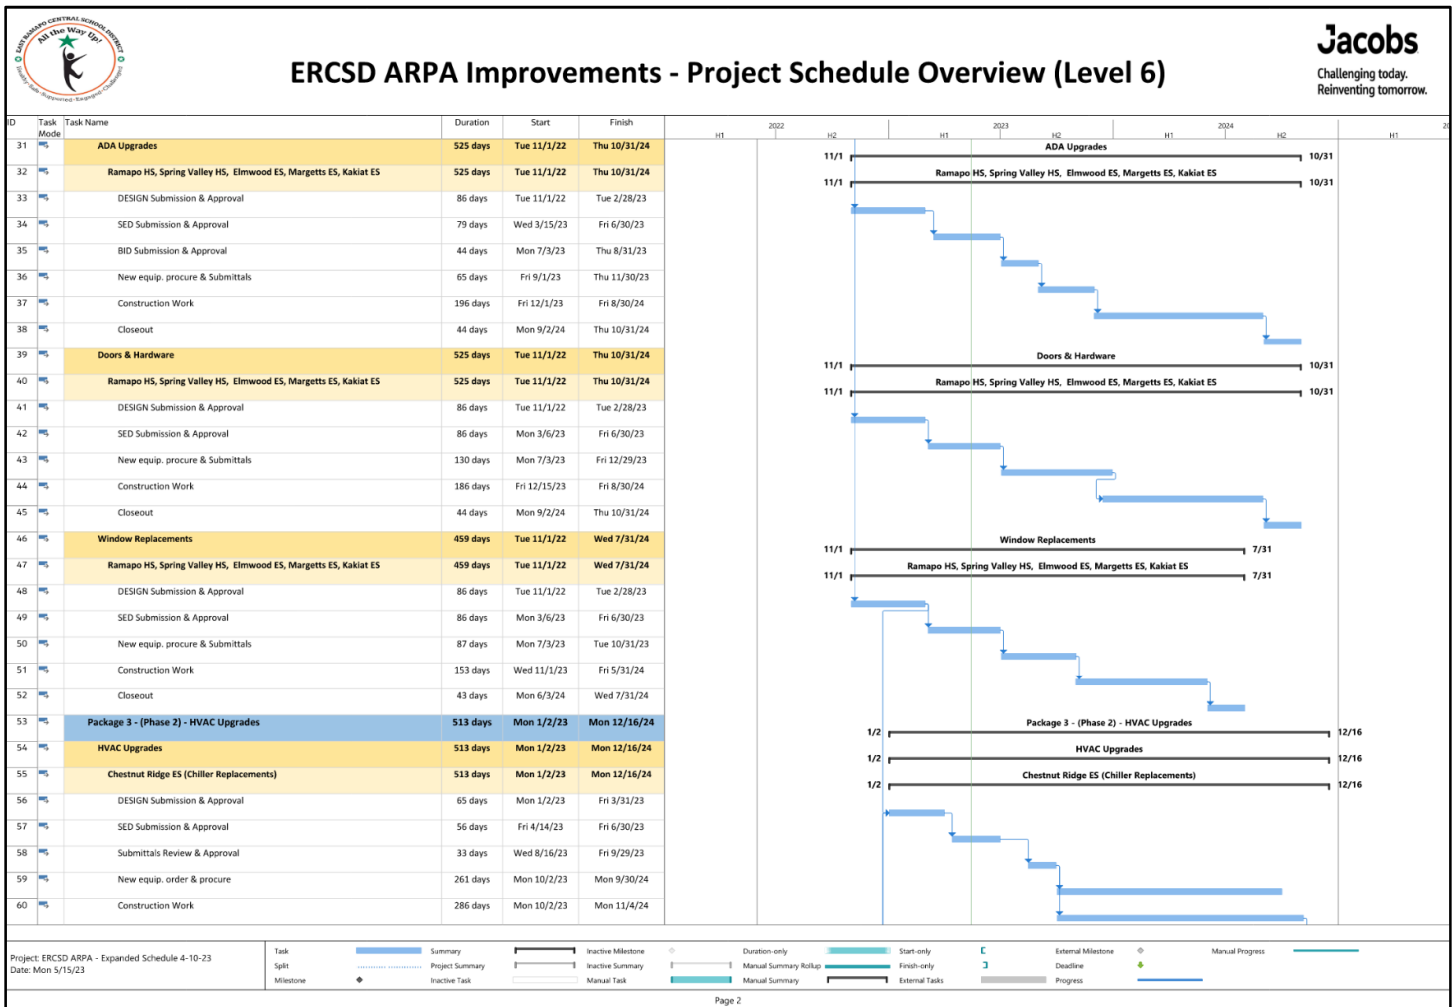 EAST RAMAPO CENTRAL SCHOOL DISTRICT
All the Way Up!
Healthy-Safe-Supported-Engaged-Challenged
Jacobs
Challenging today.
Reinventing tomorrow.
ERCSD ARPA Improvements - Project Schedule Overview (Level 6)
ID Task Mode Task Name Duration Start Finish
2022 2023 2024 20
H1 H2 H1 H2 H1 H2 H1
31 ADA Upgrades 525 days Tue 11/1/22 Thu 10/31/24 11/1 ADA Upgrades 10/31
32 Ramapo HS, Spring Valley HS, Elmwood ES, Margetts ES, Kakiat ES 525 days Tue 11/1/22 Thu 10/31/24 11/1 Ramapo HS, Spring Valley HS, Elmwood ES, Margetts ES, Kakiat ES 10/31
33 DESIGN Submission & Approval 86 days Tue 11/1/22 Tue 2/28/23
34 SED Submission & Approval 79 days Wed 3/15/23 Fri 6/30/23
35 BID Submission & Approval 44 days Mon 7/3/23 Thu 8/31/23
36 New equip. procure & Submittals 65 days Fri 9/1/23 Thu 11/30/23
37 Construction Work 196 days Fri 12/1/23 Fri 8/30/24
38 Closeout 44 days Mon 9/2/24 Thu 10/31/24
39 Doors & Hardware 525 days Tue 11/1/22 Thu 10/31/24 11/1 Doors & Hardware 10/31
40 Ramapo HS, Spring Valley HS, Elmwood ES, Margetts ES, Kakiat ES 525 days Tue 11/1/22 Thu 10/31/24 11/1 Ramapo HS, Spring Valley HS, Elmwood ES, Margetts ES, Kakiat ES 10/31
41 DESIGN Submission & Approval 86 days Tue 11/1/22 Tue 2/28/23
42 SED Submission & Approval 86 days Mon 3/6/23 Fri 6/30/23
43 New equip. procure & Submittals 130 days Mon 7/3/23 Fri 12/29/23
44 Construction Work 186 days Fri 12/15/23 Fri 8/30/24
45 Closeout 44 days Mon 9/2/24 Thu 10/31/24
46 Window Replacements 459 days Tue 11/1/22 Wed 7/31/24 11/1 Window Replacements 7/31
47 Ramapo HS, Spring Valley HS, Elmwood ES, Margetts ES, Kakiat ES 459 days Tue 11/1/22 Wed 7/31/24 11/1 Ramapo HS, Spring Valley HS, Elmwood ES, Margetts ES, Kakiat ES 7/31
48 DESIGN Submission & Approval 86 days Tue 11/1/22 Tue 2/28/23
49 SED Submission & Approval 86 days Mon 3/6/23 Fri 6/30/23
50 New equip. procure & Submittals 87 days Mon 7/3/23 Tue 10/31/23
51 Construction Work 153 days Wed 11/1/23 Fri 5/31/24
52 Closeout 43 days Mon 6/3/24 Wed 7/31/24
53 Package 3 - (Phase 2) - HVAC Upgrades 513 days Mon 1/2/23 Mon 12/16/24 1/2 Package 3 - (Phase 2) - HVAC Upgrades 12/16
54 HVAC Upgrades 513 days Mon 1/2/23 Mon 12/16/24 1/2 HVAC Upgrades 12/16
55 Chestnut Ridge ES (Chiller Replacements) 513 days Mon 1/2/23 Mon 12/16/24 1/2 Chestnut Ridge ES (Chiller Replacements) 12/16
56 DESIGN Submission & Approval 65 days Mon 1/2/23 Fri 3/31/23
57 SED Submission & Approval 56 days Fri 4/14/23 Fri 6/30/23
58 Submittals Review & Approval 33 days Wed 8/16/23 Fri 9/29/23
59 New equip. order & procure 261 days Mon 10/2/23 Mon 9/30/24
60 Construction Work 286 days Mon 10/2/23 Mon 11/4/24
Project: ERCSD ARPA - Expanded Schedule 4-10-23
Date: Mon 5/15/23
Task Summary Inactive Milestone Duration-only Start-only External Milestone Manual Progress
Split Project Summary Inactive Summary Manual Summary Rollup Finish-only Deadline
Milestone Inactive Task Manual Task Manual Summary External Tasks Progress
Page 2